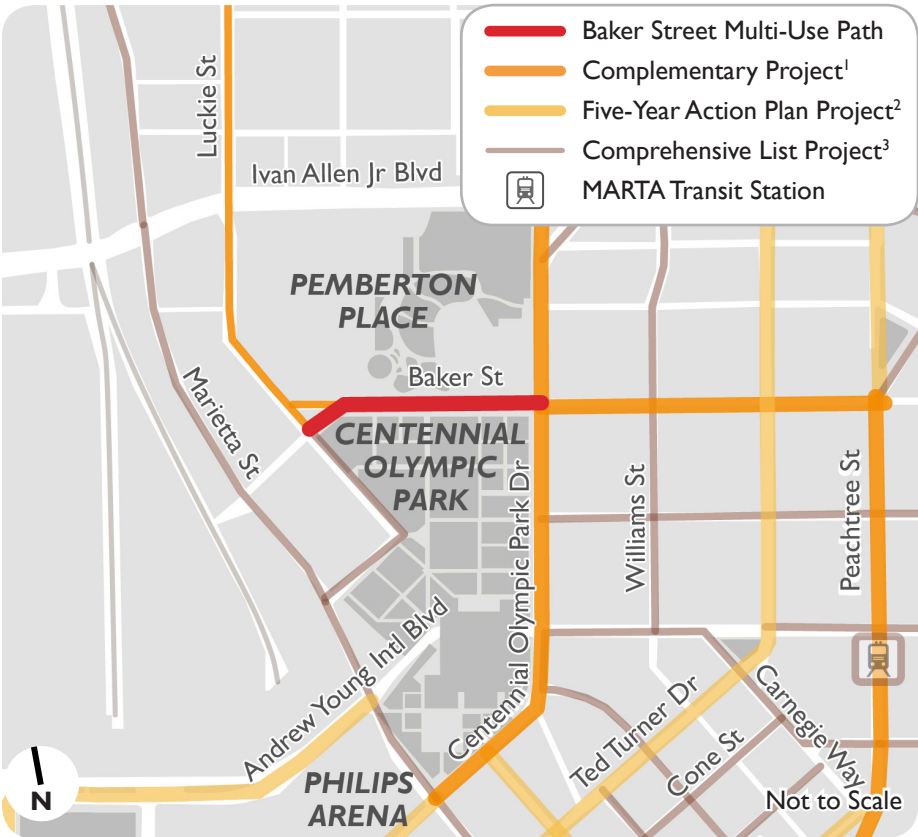 Baker Street Multi-Use Path
Complementary Project¹
Five-Year Action Plan Project²
Comprehensive List Project³
MARTA Transit Station
Luckie St
Ivan Allen Jr Blvd
PEMBERTON
PLACE
Baker St
Marietta St
CENTENNIAL
OLYMPIC
PARK
Centennial Olympic Park Dr
Williams St
Peachtree St
Andrew Young Intl Blvd
Ted Turner Dr
Cone St
Carnegie Way
PHILIPS
ARENA
N
Not to Scale